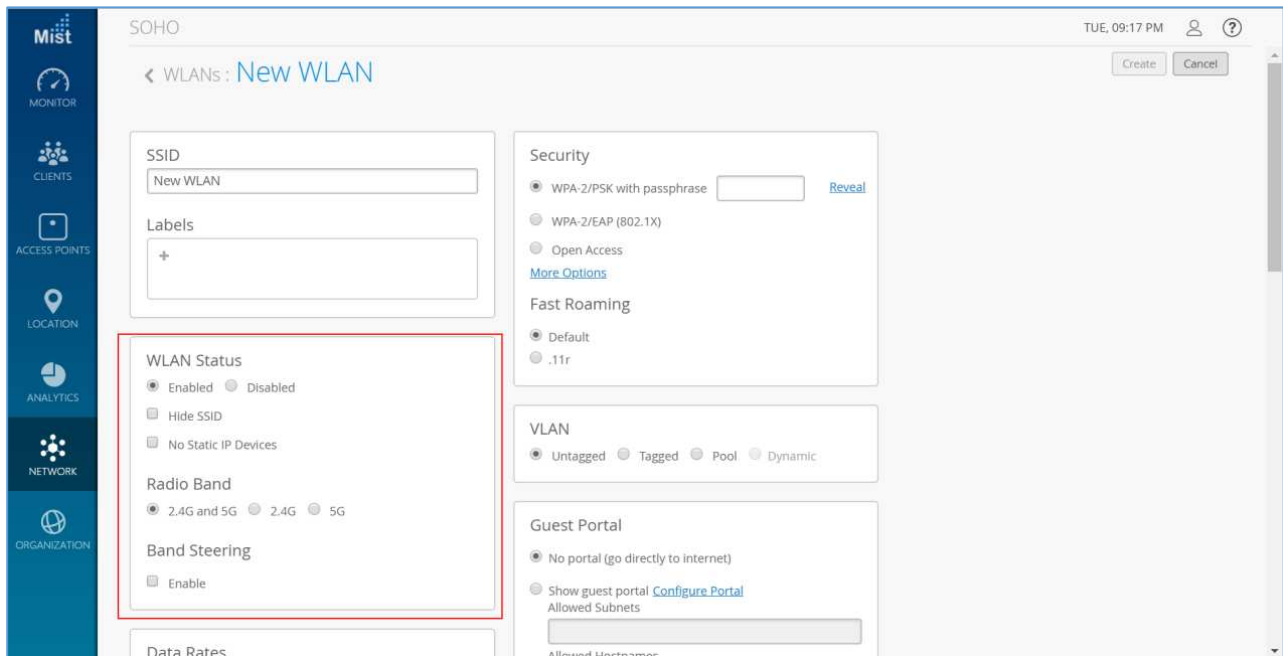 Mist
SOHO
TUE, 09:17 PM
?
WLANs : New WLAN
Create
Cancel
MONITOR
CLIENTS
ACCESS POINTS
LOCATION
ANALYTICS
NETWORK
ORGANIZATION
SSID
New WLAN
Labels
+
WLAN Status
Enabled Disabled
Hide SSID
No Static IP Devices
Radio Band
2.4G and 5G 2.4G 5G
Band Steering
Enable
Data Rates
Security
WPA-2/PSK with passphrase Reveal
WPA-2/EAP (802.1X)
Open Access
More Options
Fast Roaming
Default
.11r
VLAN
Untagged Tagged Pool Dynamic
Guest Portal
No portal (go directly to internet)
Show guest portal Configure Portal
Allowed Subnets
Allowed Hostnames